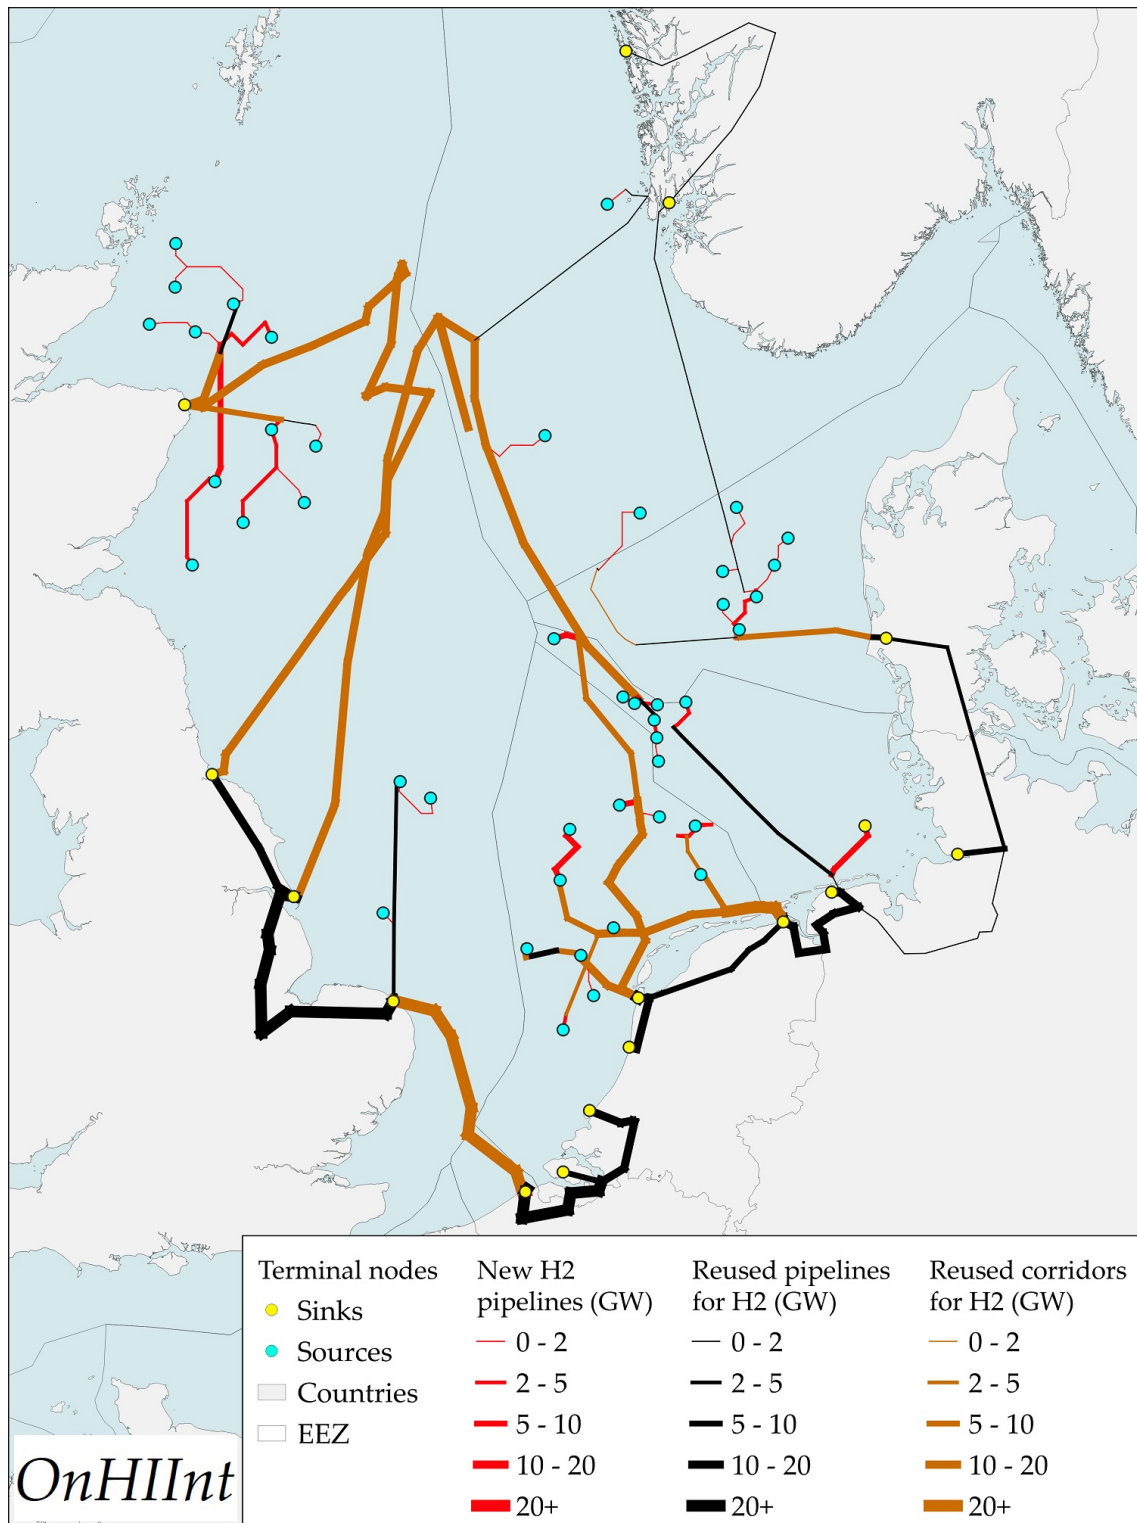 Terminal nodes
Sinks
Sources
Countries
EEZ
New H2
pipelines (GW)
0 - 2
2 - 5
5 - 10
10 - 20
20+
Reused pipelines
for H2 (GW)
0 - 2
2 - 5
5 - 10
10 - 20
20+
Reused corridors
for H2 (GW)
0 - 2
2 - 5
5 - 10
10 - 20
20+
OnHIInt